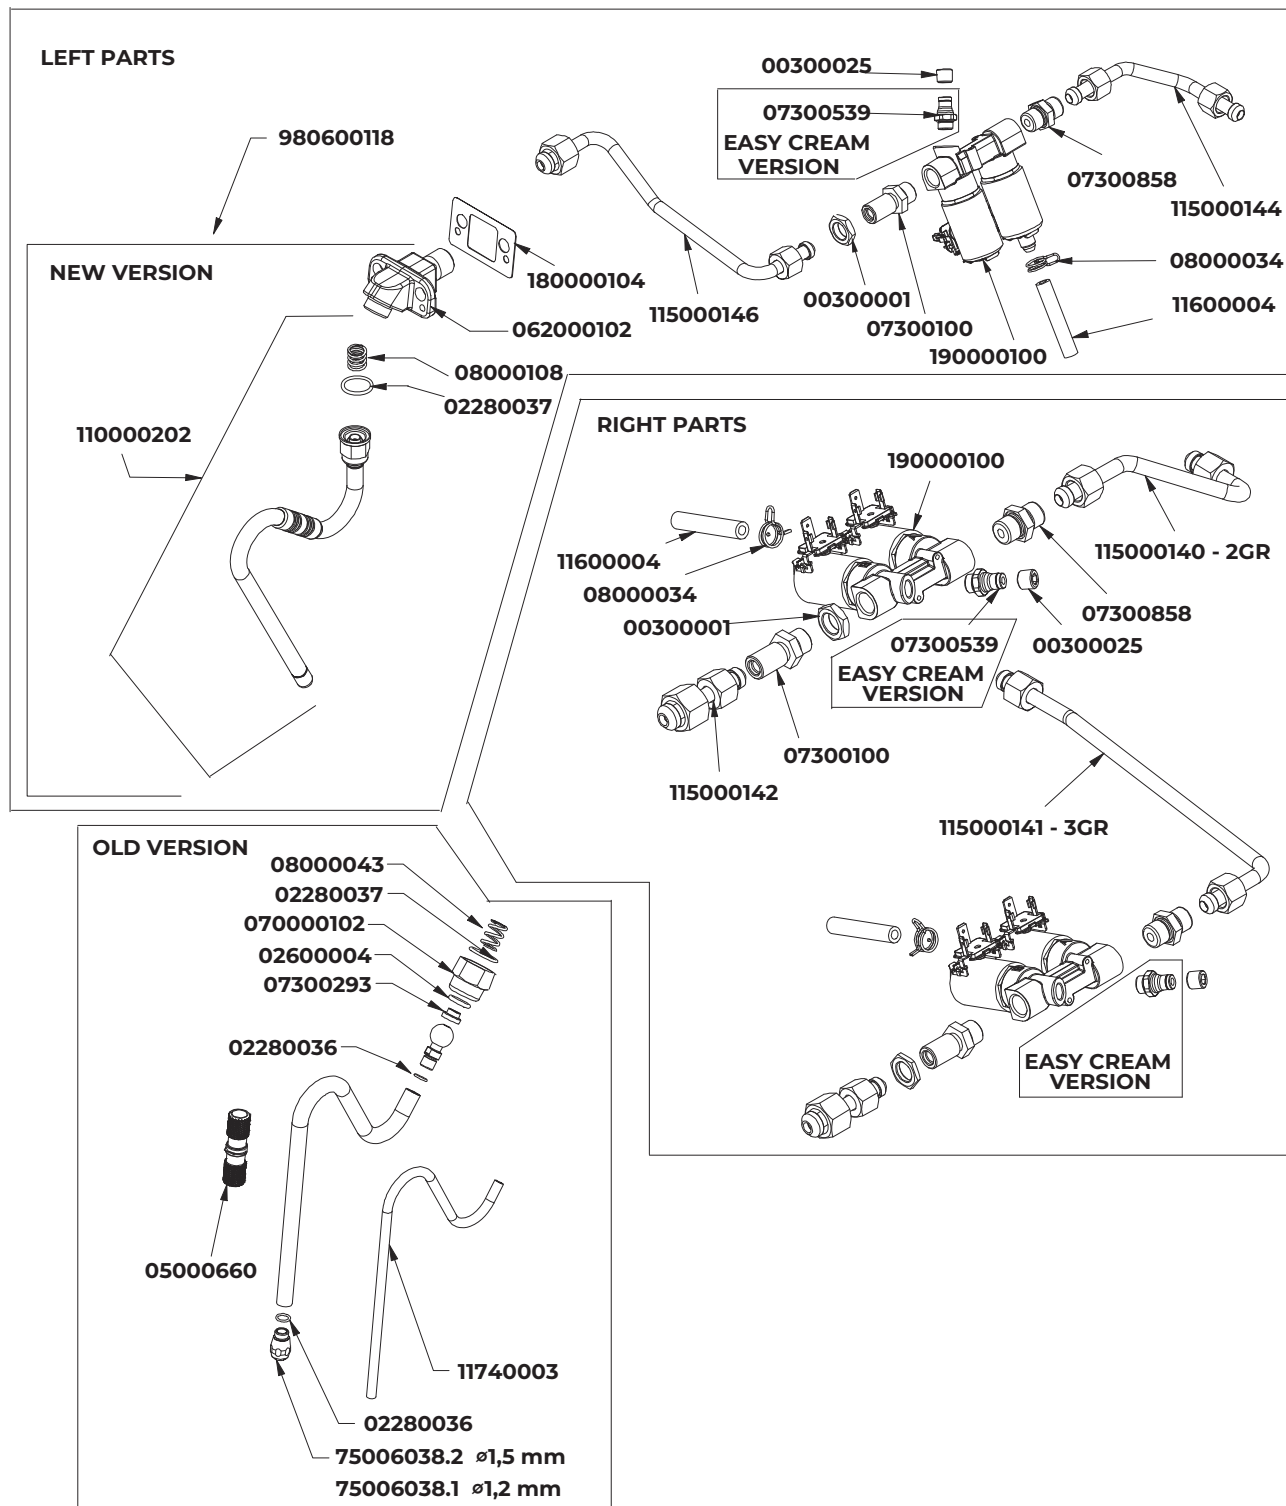 LEFT PARTS
00300025
07300539
EASY CREAM
VERSION
980600118
07300858
115000144
NEW VERSION
180000104
062000102
115000146
00300001
07300100
190000100
08000034
11600004
08000108
02280037
110000202
RIGHT PARTS
190000100
11600004
08000034
00300001
115000140 - 2GR
07300858
00300025
07300539
EASY CREAM
VERSION
07300100
115000142
115000141 - 3GR
EASY CREAM
VERSION
OLD VERSION
08000043
02280037
070000102
02600004
07300293
02280036
05000660
11740003
02280036
75006038.2 ⌀1,5 mm
75006038.1 ⌀1,2 mm